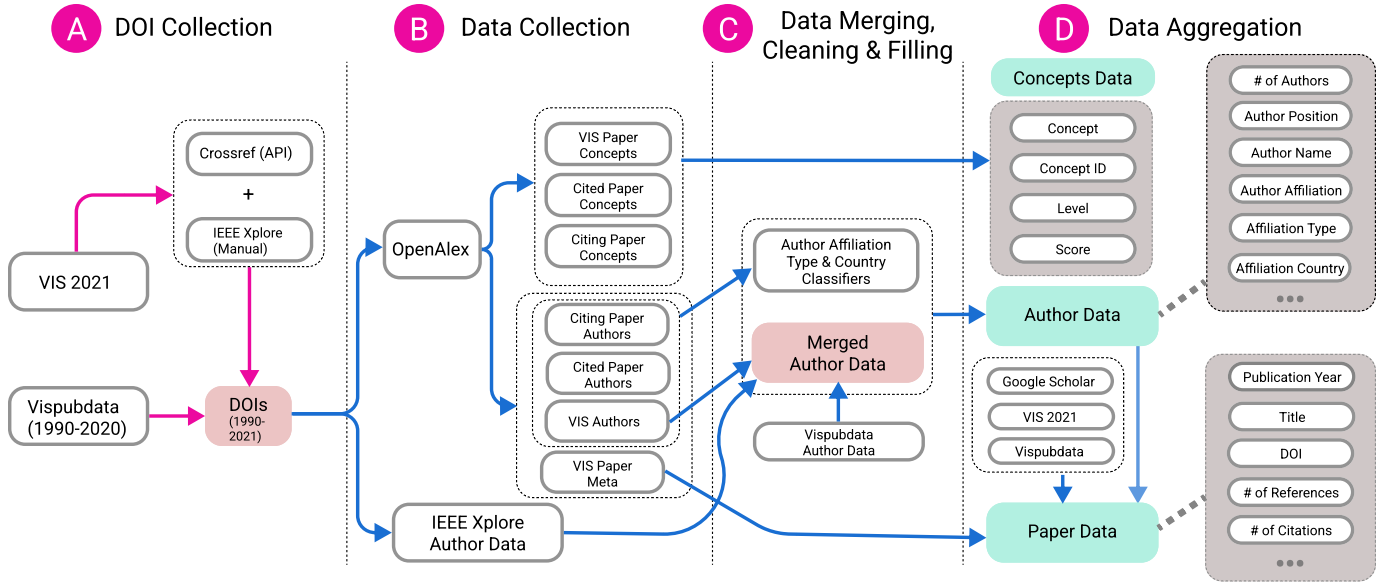 A
DOI Collection
B
Data Collection
C
Data Merging,
Cleaning & Filling
D
Data Aggregation
Crossref (API)
+
IEEE Xplore
(Manual)
VIS 2021
Vispubdata
(1990-2020)
DOIs
(1990-
2021)
OpenAlex
IEEE Xplore
Author Data
VIS Paper
Concepts
Cited Paper
Concepts
Citing Paper
Concepts
Citing Paper
Authors
Cited Paper
Authors
VIS Authors
VIS Paper
Meta
Author Affiliation
Type & Country
Classifiers
Merged
Author Data
Vispubdata
Author Data
Concepts Data
Concept
Concept ID
Level
Score
Author Data
Google Scholar
VIS 2021
Vispubdata
Paper Data
# of Authors
Author Position
Author Name
Author Affiliation
Affiliation Type
Affiliation Country
Publication Year
Title
DOI
# of References
# of Citations